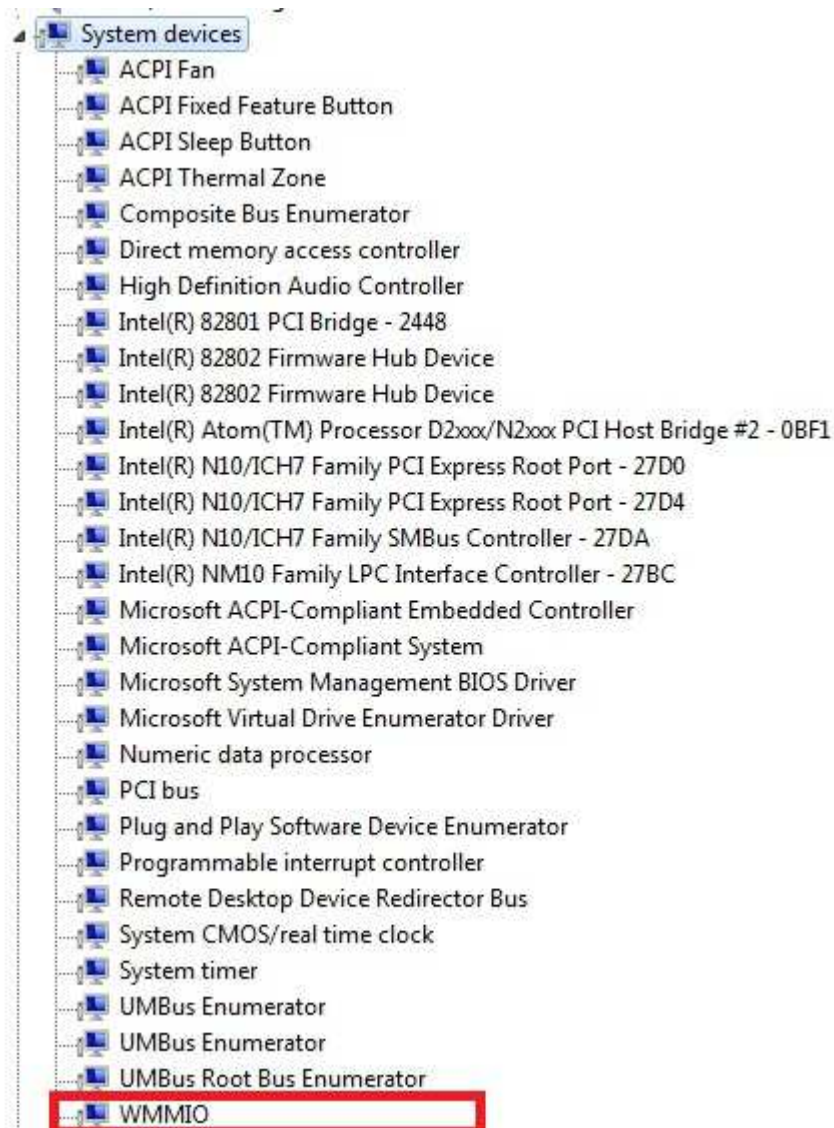 System devices
ACPI Fan
ACPI Fixed Feature Button
ACPI Sleep Button
ACPI Thermal Zone
Composite Bus Enumerator
Direct memory access controller
High Definition Audio Controller
Intel(R) 82801 PCI Bridge - 2448
Intel(R) 82802 Firmware Hub Device
Intel(R) 82802 Firmware Hub Device
Intel(R) Atom(TM) Processor D2xxx/N2xxx PCI Host Bridge #2 - 0BF1
Intel(R) N10/ICH7 Family PCI Express Root Port - 27D0
Intel(R) N10/ICH7 Family PCI Express Root Port - 27D4
Intel(R) N10/ICH7 Family SMBus Controller - 27DA
Intel(R) NM10 Family LPC Interface Controller - 27BC
Microsoft ACPI-Compliant Embedded Controller
Microsoft ACPI-Compliant System
Microsoft System Management BIOS Driver
Microsoft Virtual Drive Enumerator Driver
Numeric data processor
PCI bus
Plug and Play Software Device Enumerator
Programmable interrupt controller
Remote Desktop Device Redirector Bus
System CMOS/real time clock
System timer
UMBus Enumerator
UMBus Enumerator
UMBus Root Bus Enumerator
WMMIO